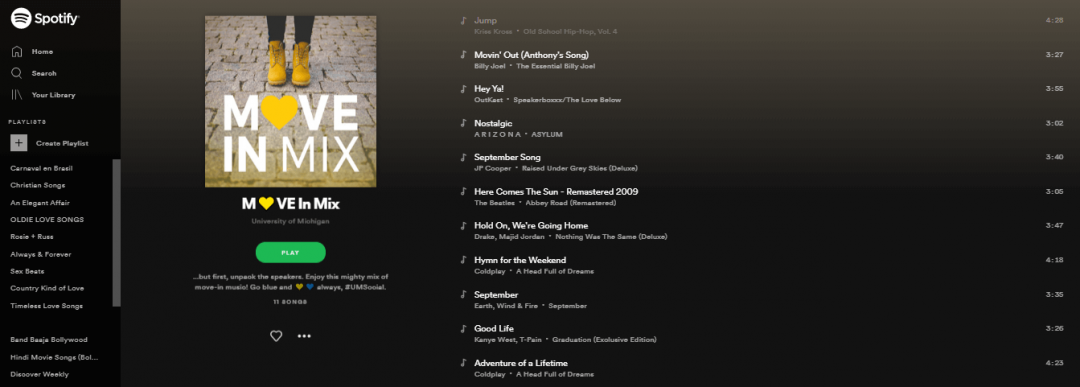 Spotify
Home
Search
Your Library
PLAYLISTS
Create Playlist
Carnaval en Brasil
Christian Songs
An Elegant Affair
OLDIE LOVE SONGS
Rosie + Russ
Always & Forever
Sex Beats
Country Kind of Love
Timeless Love Songs
Band Baaja Bollywood
Hindi Movie Songs (Bol...
Discover Weekly
M VE
IN MIX
M💛VE In Mix
University of Michigan
PLAY
...but first, unpack the speakers. Enjoy this mighty mix of
move-in music! Go blue and 💛 💙 always, #UMSocial.
11 SONGS
Jump 4:28
Kriss Kross • Old School Hip-Hop, Vol. 4
Movin' Out (Anthony's Song) 3:27
Billy Joel • The Essential Billy Joel
Hey Ya! 3:55
OutKast • Speakerboxxx/The Love Below
Nostalgic 3:02
A R I Z O N A • ASYLUM
September Song 3:40
JP Cooper • Raised Under Grey Skies (Deluxe)
Here Comes The Sun - Remastered 2009 3:05
The Beatles • Abbey Road (Remastered)
Hold On, We're Going Home 3:47
Drake, Majid Jordan • Nothing Was The Same (Deluxe)
Hymn for the Weekend 4:18
Coldplay • A Head Full of Dreams
September 3:35
Earth, Wind & Fire • September
Good Life 3:26
Kanye West, T-Pain • Graduation (Exclusive Edition)
Adventure of a Lifetime 4:23
Coldplay • A Head Full of Dreams